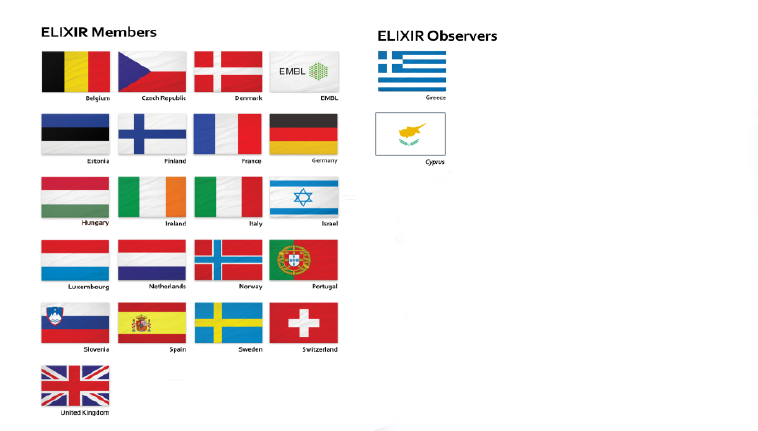 ELIXIR Members
Belgium
Czech Republic
Denmark
EMBL
EMBL
Estonia
Finland
France
Germany
Hungary
Ireland
Italy
Israel
Luxembourg
Netherlands
Norway
Portugal
Slovenia
Spain
Sweden
Switzerland
United Kingdom
ELIXIR Observers
Greece
Cyprus